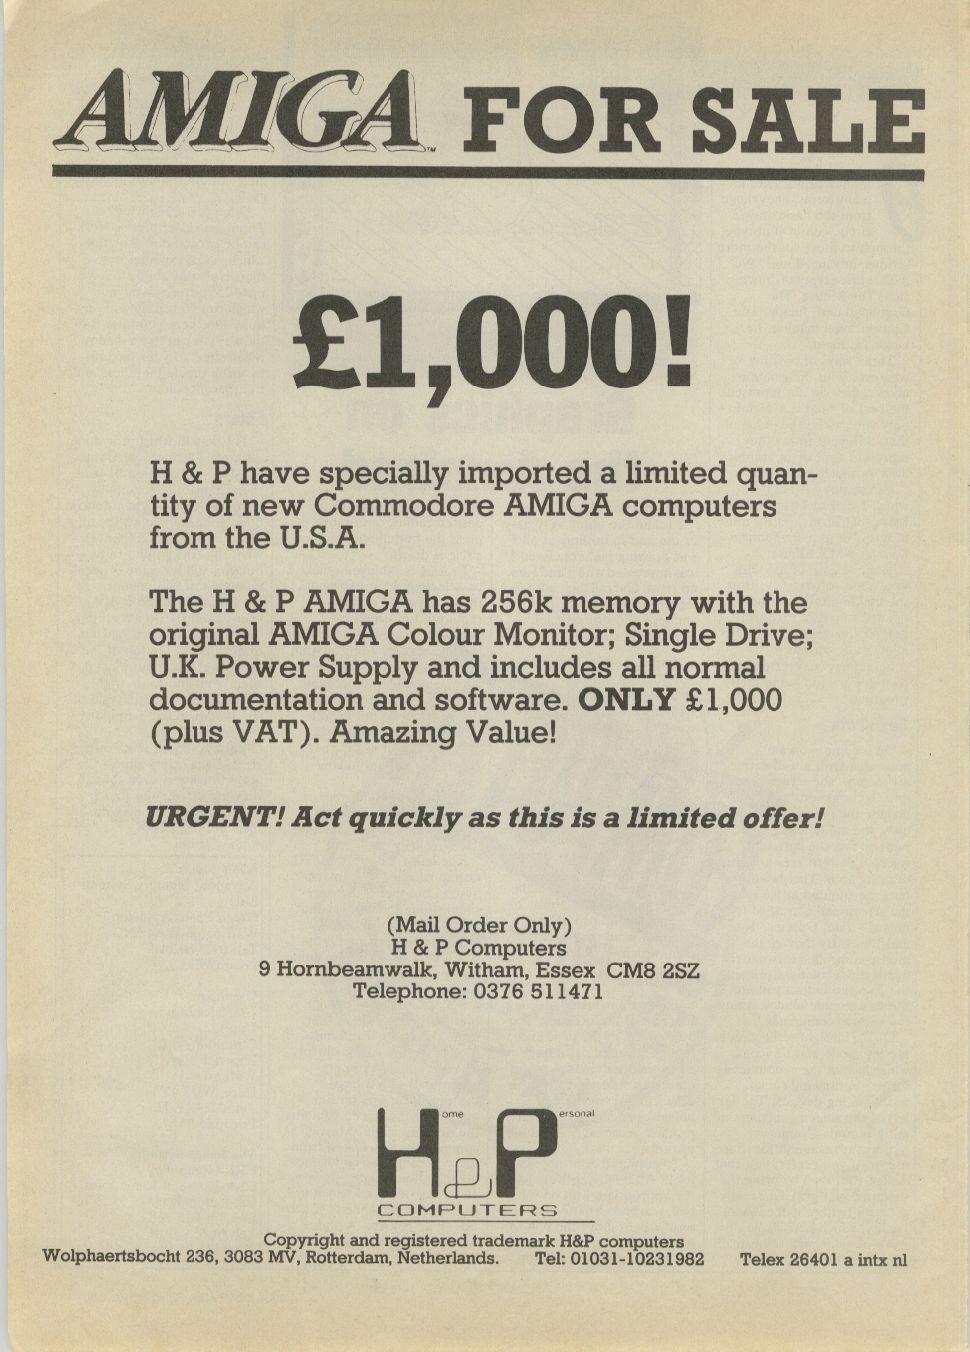 AMIGA™ FOR SALE
£1,000!
H & P have specially imported a limited quan-
tity of new Commodore AMIGA computers
from the U.S.A.
The H & P AMIGA has 256k memory with the
original AMIGA Colour Monitor; Single Drive;
U.K. Power Supply and includes all normal
documentation and software. ONLY £1,000
(plus VAT). Amazing Value!
URGENT! Act quickly as this is a limited offer!
(Mail Order Only)
H & P Computers
9 Hornbeamwalk, Witham, Essex CM8 2SZ
Telephone: 0376 511471
Home & Personal
COMPUTERS
Copyright and registered trademark H&P computers
Wolphaertsbocht 236, 3083 MV, Rotterdam, Netherlands. Tel: 01031-10231982 Telex 26401 a intx nl